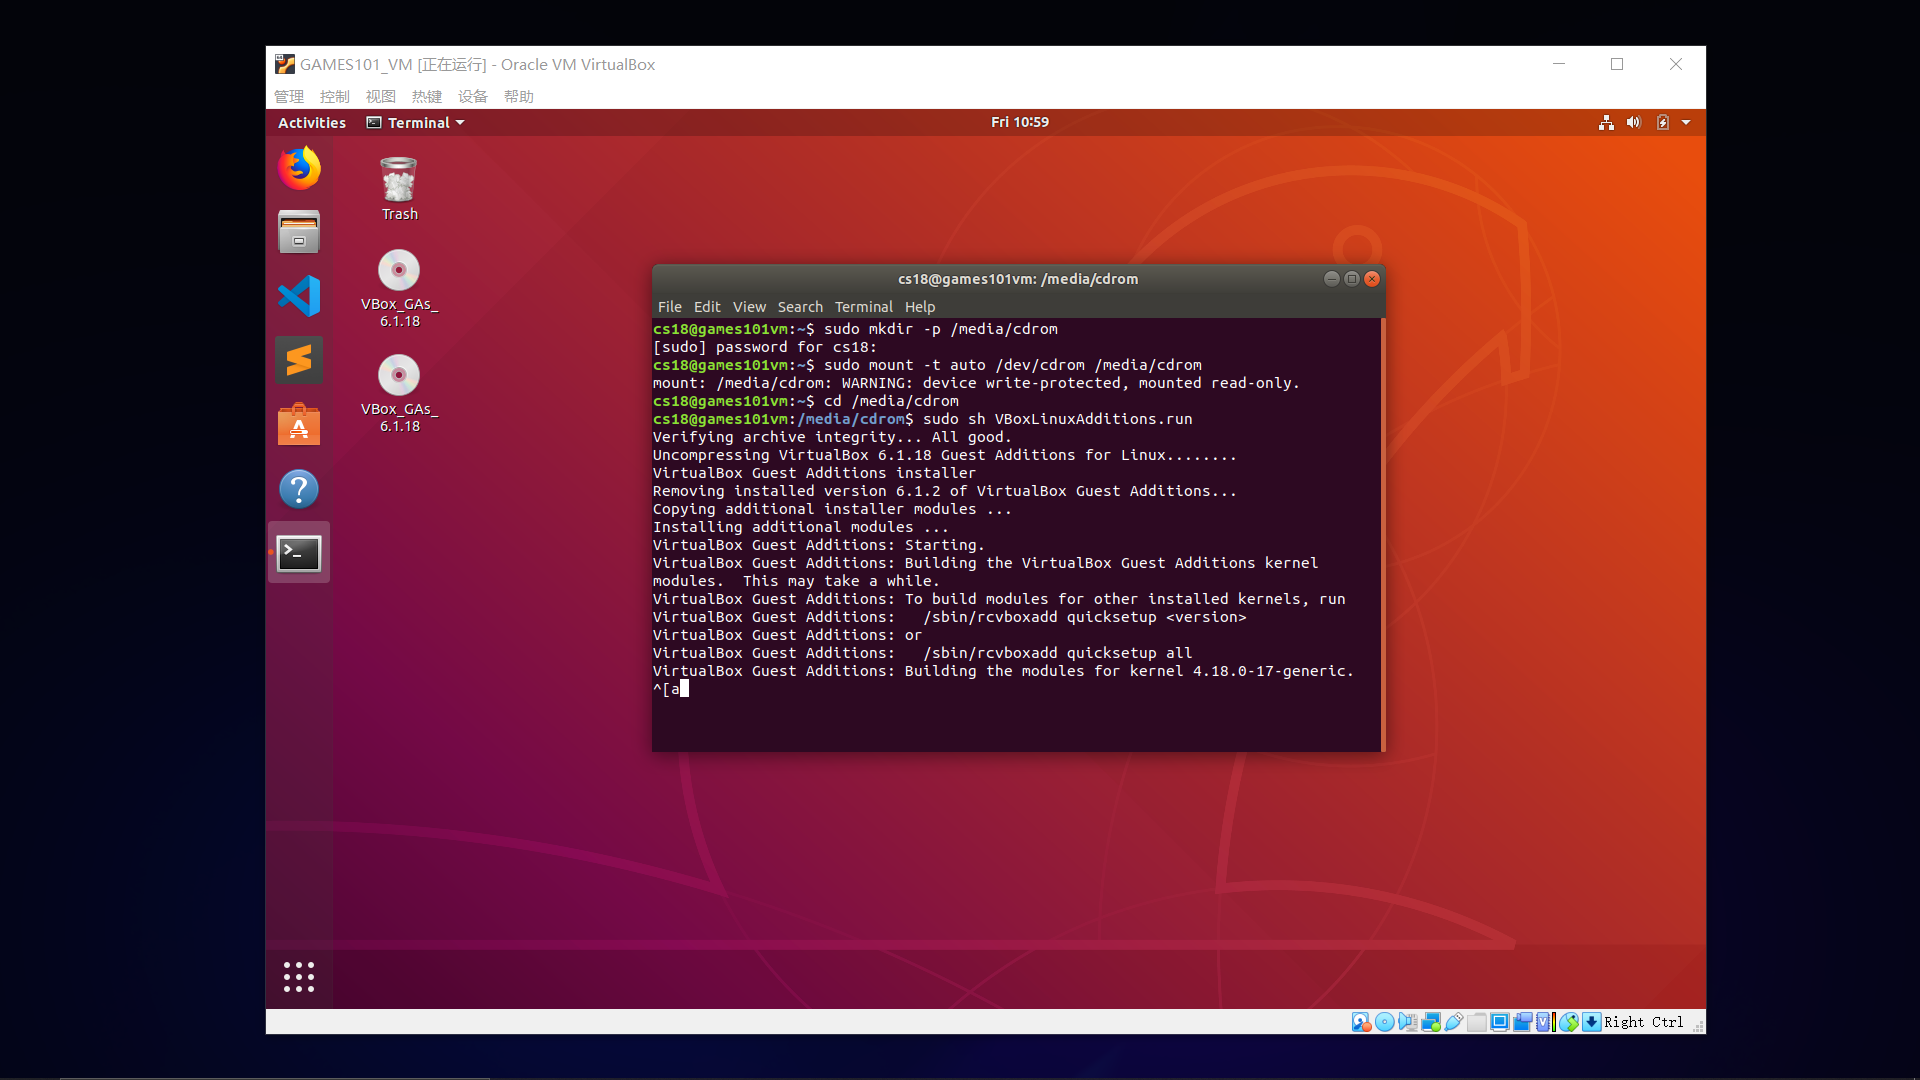 GAMES101_VM [正在运行] - Oracle VM VirtualBox
管理 控制 视图 热键 设备 帮助
Activities Terminal Fri 10:59
Trash
VBox_GAs_
6.1.18
VBox_GAs_
6.1.18
cs18@games101vm: /media/cdrom
File Edit View Search Terminal Help
cs18@games101vm:~$ sudo mkdir -p /media/cdrom
[sudo] password for cs18:
cs18@games101vm:~$ sudo mount -t auto /dev/cdrom /media/cdrom
mount: /media/cdrom: WARNING: device write-protected, mounted read-only.
cs18@games101vm:~$ cd /media/cdrom
cs18@games101vm:/media/cdrom$ sudo sh VBoxLinuxAdditions.run
Verifying archive integrity... All good.
Uncompressing VirtualBox 6.1.18 Guest Additions for Linux........
VirtualBox Guest Additions installer
Removing installed version 6.1.2 of VirtualBox Guest Additions...
Copying additional installer modules ...
Installing additional modules ...
VirtualBox Guest Additions: Starting.
VirtualBox Guest Additions: Building the VirtualBox Guest Additions kernel
modules.  This may take a while.
VirtualBox Guest Additions: To build modules for other installed kernels, run
VirtualBox Guest Additions:   /sbin/rcvboxadd quicksetup <version>
VirtualBox Guest Additions: or
VirtualBox Guest Additions:   /sbin/rcvboxadd quicksetup all
VirtualBox Guest Additions: Building the modules for kernel 4.18.0-17-generic.
^[a
Right Ctrl